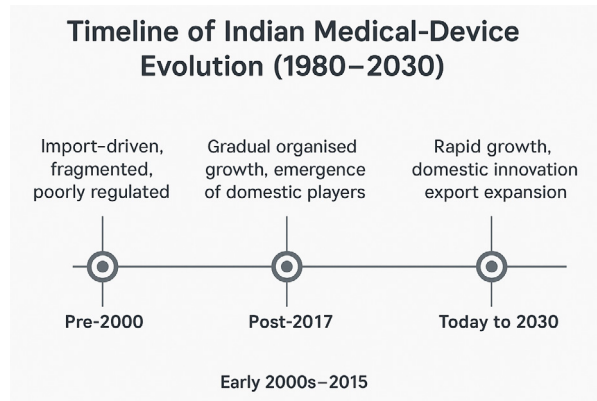 Timeline of Indian Medical-Device
Evolution (1980–2030)
Import-driven,
fragmented,
poorly regulated
Gradual organised
growth, emergence
of domestic players
Rapid growth,
domestic innovation
export expansion
Pre-2000
Post-2017
Today to 2030
Early 2000s–2015